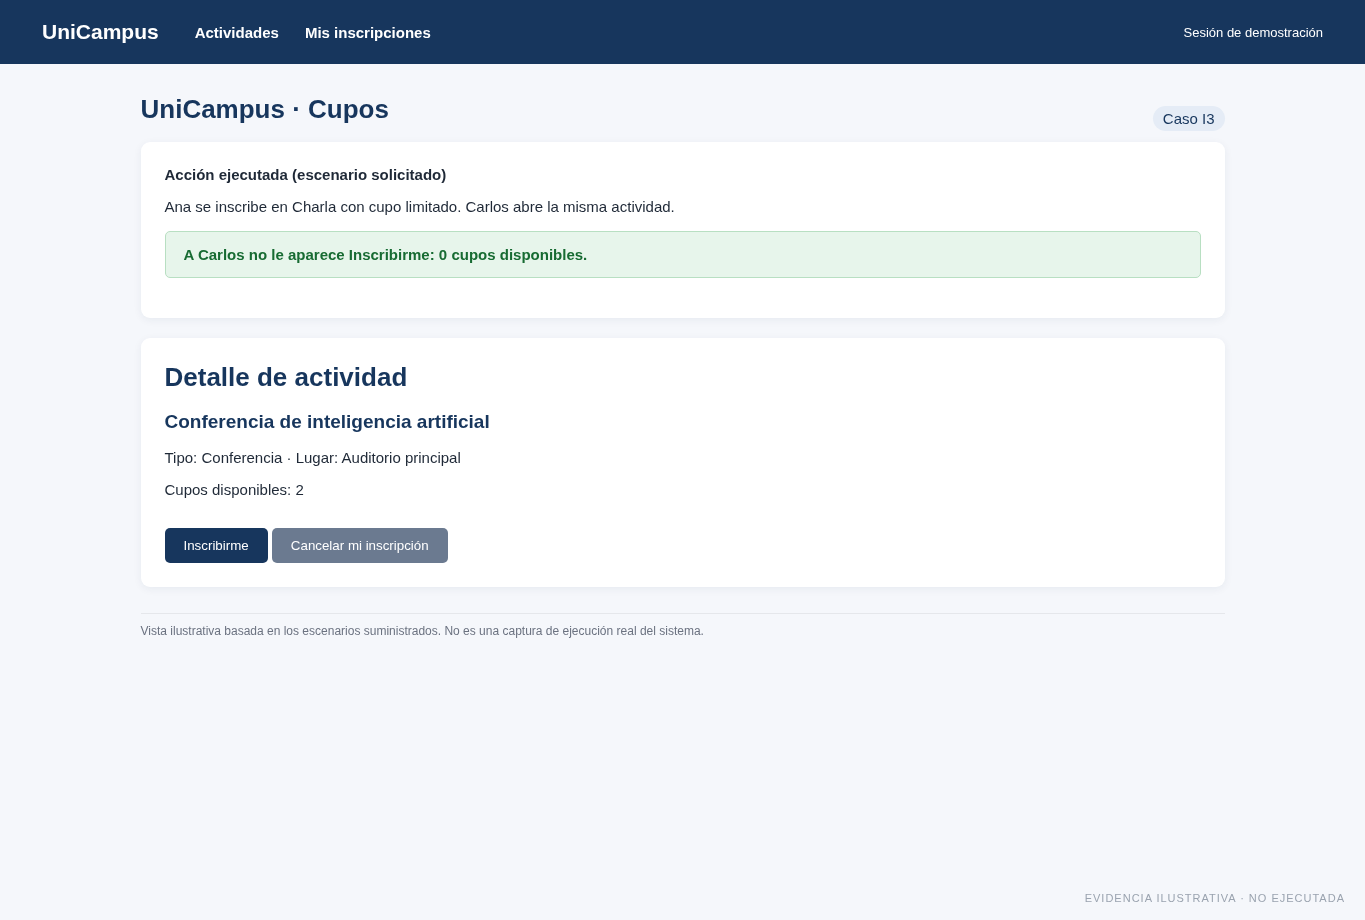 UniCampus
Actividades
Mis inscripciones
Sesión de demostración
UniCampus · Cupos
Caso I3
Acción ejecutada (escenario solicitado)
Ana se inscribe en Charla con cupo limitado. Carlos abre la misma actividad.
A Carlos no le aparece Inscribirme: 0 cupos disponibles.
Detalle de actividad
Conferencia de inteligencia artificial
Tipo: Conferencia · Lugar: Auditorio principal
Cupos disponibles: 2
Inscribirme
Cancelar mi inscripción
Vista ilustrativa basada en los escenarios suministrados. No es una captura de ejecución real del sistema.
EVIDENCIA ILUSTRATIVA · NO EJECUTADA